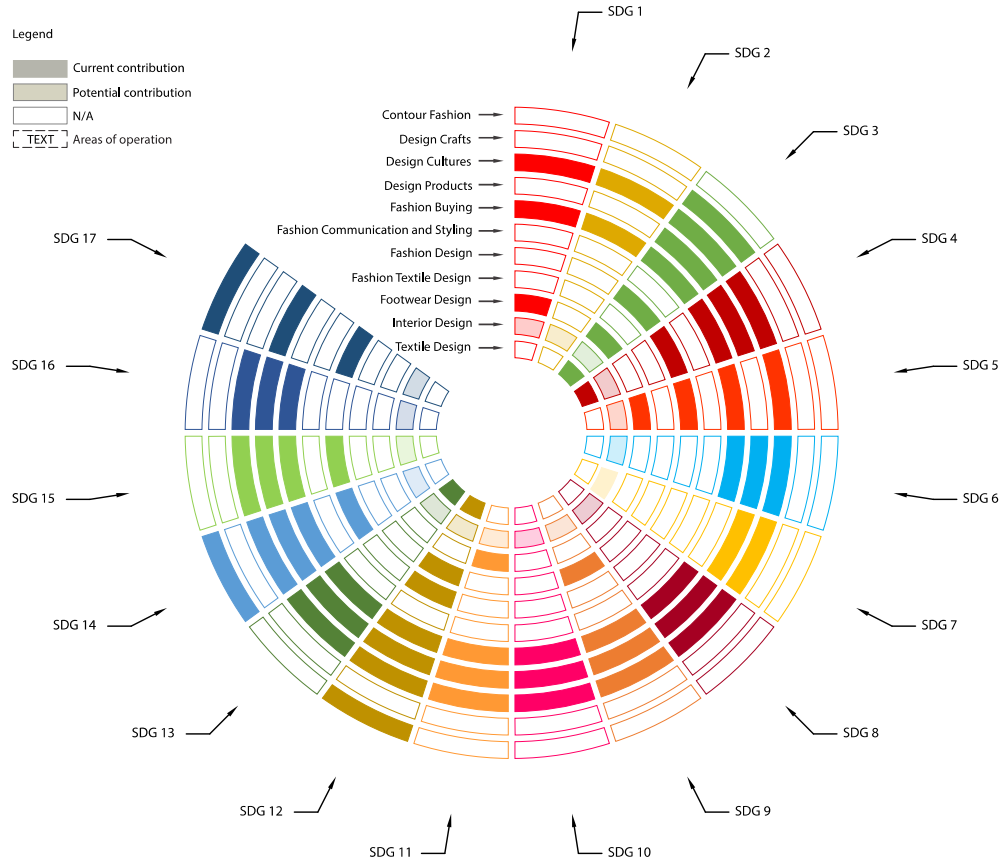 Legend
Current contribution
Potential contribution
N/A
TEXT Areas of operation
Contour Fashion
Design Crafts
Design Cultures
Design Products
Fashion Buying
Fashion Communication and Styling
Fashion Design
Fashion Textile Design
Footwear Design
Interior Design
Textile Design
SDG 1
SDG 2
SDG 3
SDG 4
SDG 5
SDG 6
SDG 7
SDG 8
SDG 9
SDG 10
SDG 11
SDG 12
SDG 13
SDG 14
SDG 15
SDG 16
SDG 17